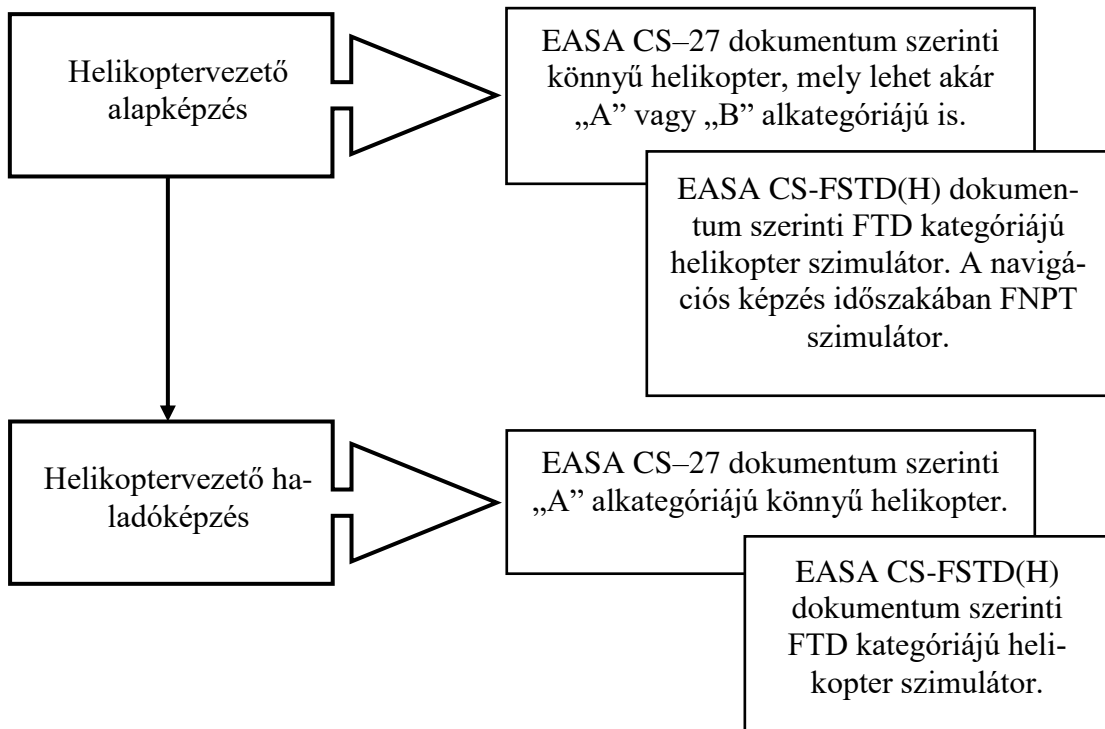 Helikoptervezető
alapképzés
EASA CS–27 dokumentum szerinti
könnyű helikopter, mely lehet akár
„A” vagy „B” alkategóriájú is.
EASA CS-FSTD(H) dokumen-
tum szerinti FTD kategóriájú
helikopter szimulátor. A navigá-
ciós képzés időszakában FNPT
szimulátor.
Helikoptervezető ha-
ladóképzés
EASA CS–27 dokumentum szerinti
„A” alkategóriájú könnyű helikopter.
EASA CS-FSTD(H)
dokumentum szerinti
FTD kategóriájú heli-
kopter szimulátor.